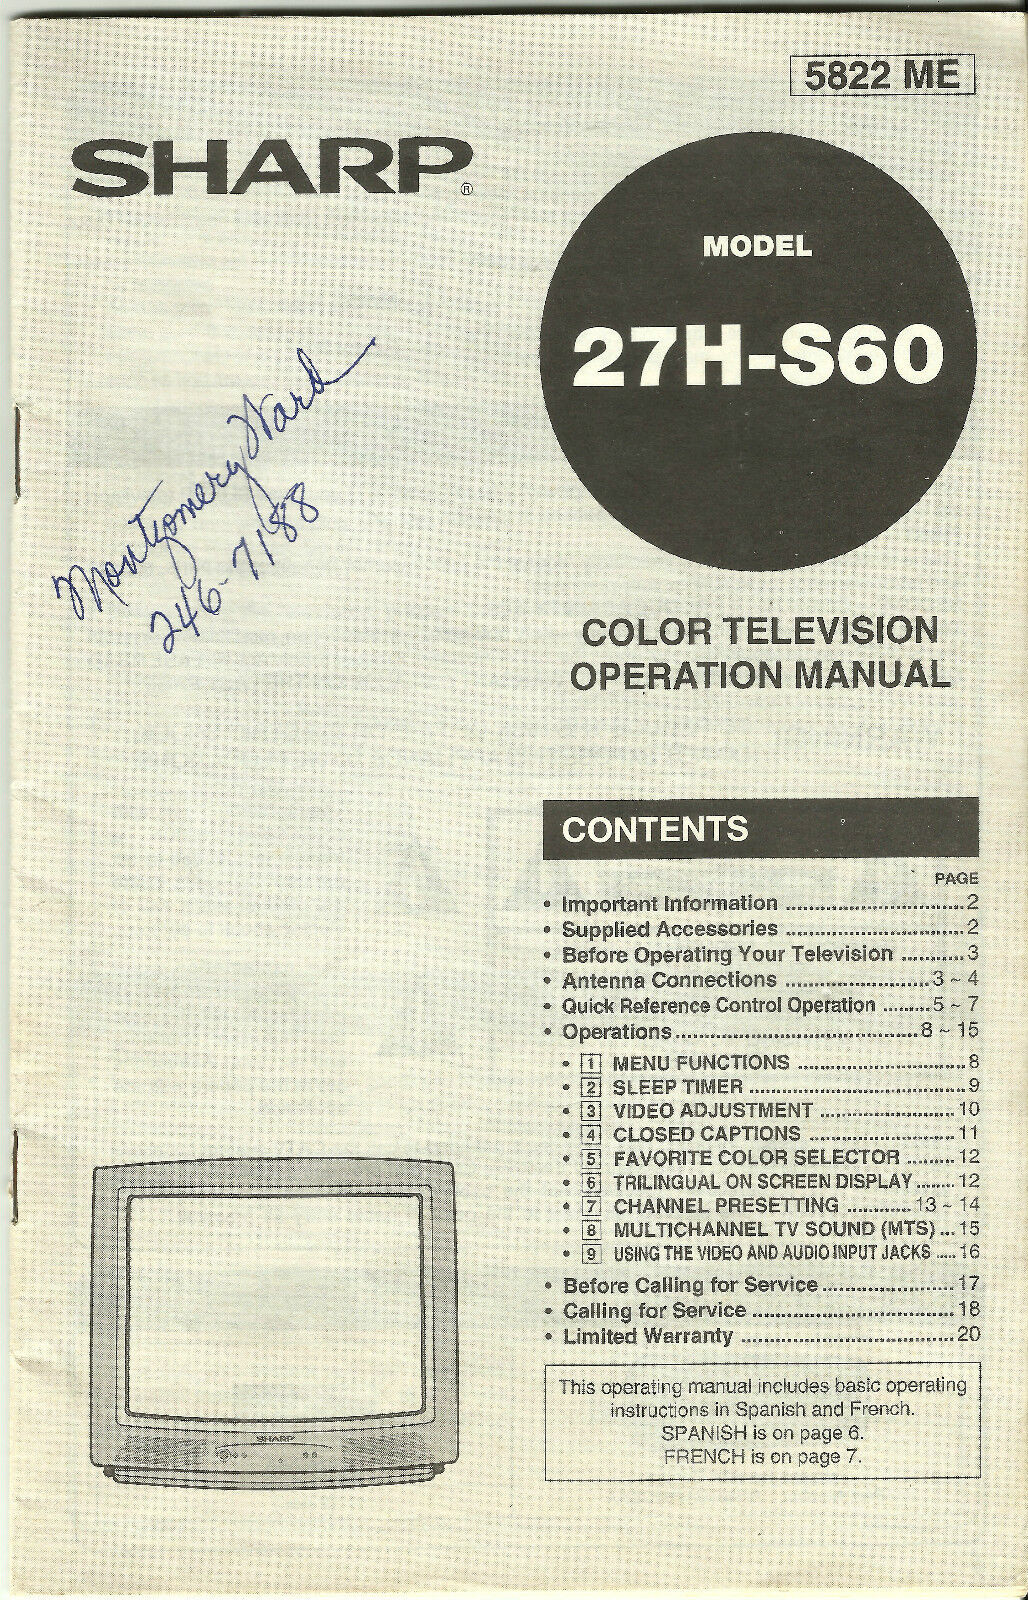 5822 ME
SHARP®
MODEL
27H-S60
Montgomery Ward
246-7188
COLOR TELEVISION
OPERATION MANUAL
CONTENTS
PAGE
• Important Information ..............................2
• Supplied Accessories ..............................2
• Before Operating Your Television ...........3
• Antenna Connections .........................3 ~ 4
• Quick Reference Control Operation .........5 ~ 7
• Operations..........................................8 ~ 15
• 1 MENU FUNCTIONS .............................8
• 2 SLEEP TIMER .....................................9
• 3 VIDEO ADJUSTMENT .......................10
• 4 CLOSED CAPTIONS .........................11
• 5 FAVORITE COLOR SELECTOR .........12
• 6 TRILINGUAL ON SCREEN DISPLAY.......12
• 7 CHANNEL PRESETTING ............13 ~ 14
• 8 MULTICHANNEL TV SOUND (MTS)...15
• 9 USING THE VIDEO AND AUDIO INPUT JACKS ....16
• Before Calling for Service.......................17
• Calling for Service ...................................18
• Limited Warranty .....................................20
This operating manual includes basic operating
instructions in Spanish and French.
SPANISH is on page 6.
FRENCH is on page 7.
SHARP